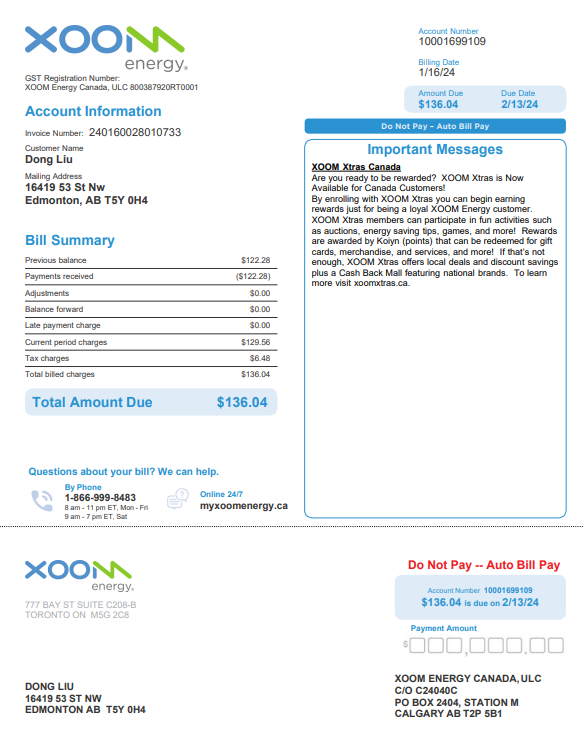 XOOM
energy®
GST Registration Number:
XOOM Energy Canada, ULC 800387920RT0001
Account Number
10001699109
Billing Date
1/16/24
Amount Due Due Date
$136.04 2/13/24
Account Information
Invoice Number: 240160028010733
Customer Name
Dong Liu
Mailing Address
16419 53 St Nw
Edmonton, AB T5Y 0H4
Bill Summary
Previous balance $122.28
Payments received ($122.28)
Adjustments $0.00
Balance forward $0.00
Late payment charge $0.00
Current period charges $129.56
Tax charges $6.48
Total billed charges $136.04
Total Amount Due $136.04
Do Not Pay – Auto Bill Pay
Important Messages
XOOM Xtras Canada
Are you ready to be rewarded? XOOM Xtras is Now
Available for Canada Customers!
By enrolling with XOOM Xtras you can begin earning
rewards just for being a loyal XOOM Energy customer.
XOOM Xtras members can participate in fun activities such
as auctions, energy saving tips, games, and more! Rewards
are awarded by Koiyn (points) that can be redeemed for gift
cards, merchandise, and services, and more! If that's not
enough, XOOM Xtras offers local deals and discount savings
plus a Cash Back Mall featuring national brands. To learn
more visit xoomxtras.ca.
Questions about your bill? We can help.
By Phone
1-866-999-8483
8 am - 11 pm ET, Mon - Fri
9 am - 7 pm ET, Sat
Online 24/7
myxoomenergy.ca
XOOM
energy®
777 BAY ST SUITE C208-B
TORONTO ON M5G 2C8
Do Not Pay -- Auto Bill Pay
Account Number 10001699109
$136.04 is due on 2/13/24
Payment Amount
$ , .
DONG LIU
16419 53 ST NW
EDMONTON AB T5Y 0H4
XOOM ENERGY CANADA, ULC
C/O C24040C
PO BOX 2404, STATION M
CALGARY AB T2P 5B1